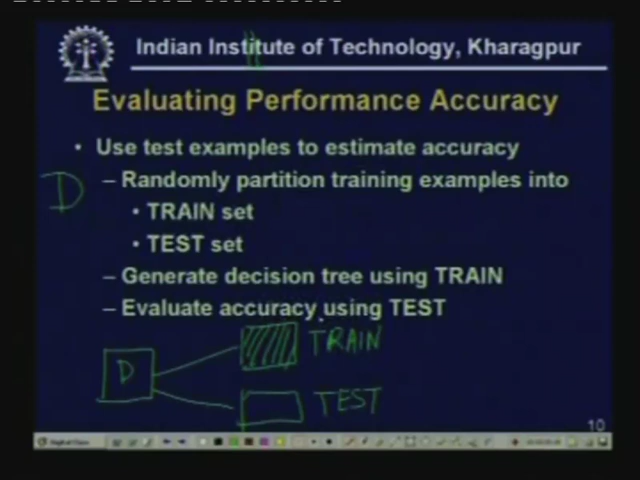 Indian Institute of Technology, Kharagpur
Evaluating Performance Accuracy
• Use test examples to estimate accuracy
D
– Randomly partition training examples into
• TRAIN set
• TEST set
– Generate decision tree using TRAIN
– Evaluate accuracy using TEST
TRAIN
D
TEST
10